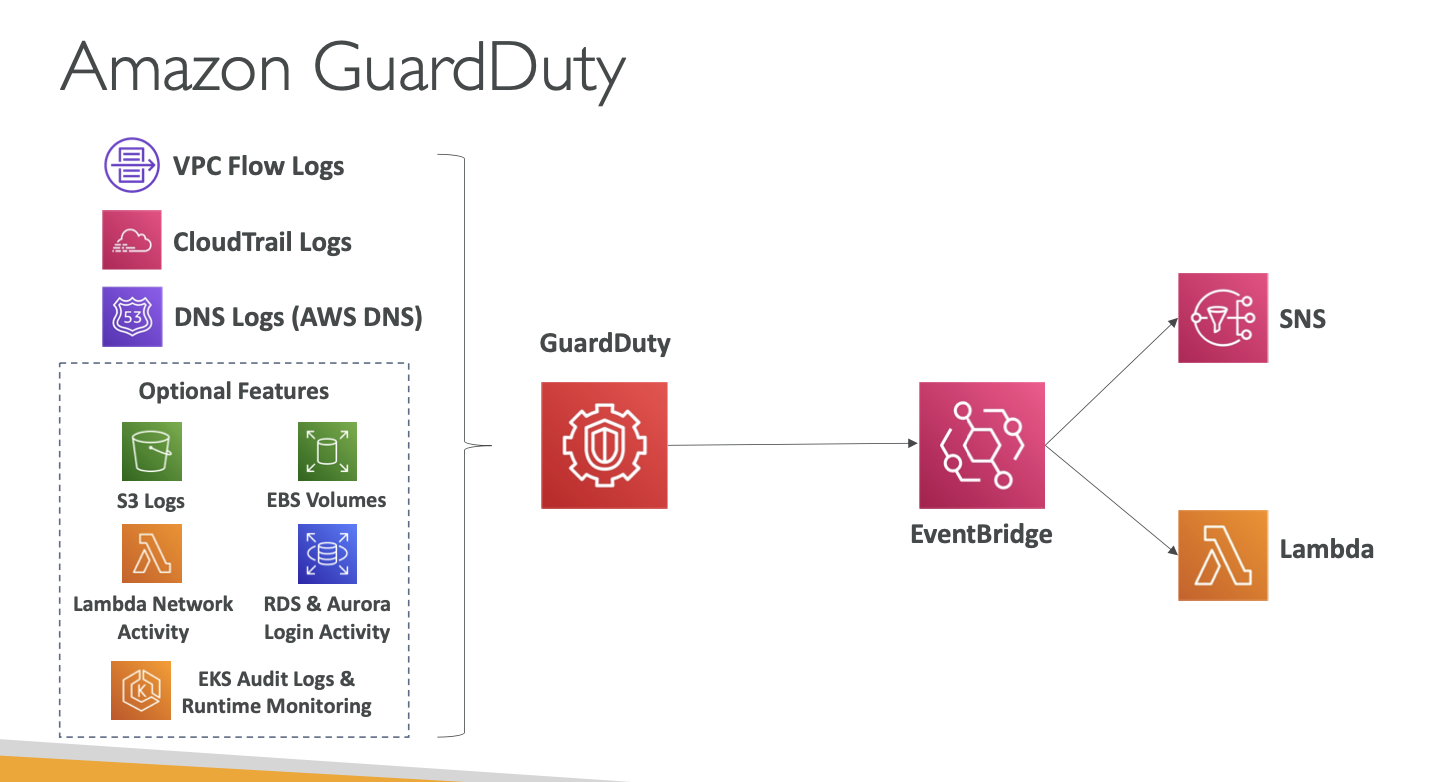 Amazon GuardDuty
VPC Flow Logs
CloudTrail Logs
53
DNS Logs (AWS DNS)
Optional Features
S3 Logs
EBS Volumes
Lambda Network
Activity
RDS & Aurora
Login Activity
K
EKS Audit Logs &
Runtime Monitoring
GuardDuty
EventBridge
SNS
Lambda